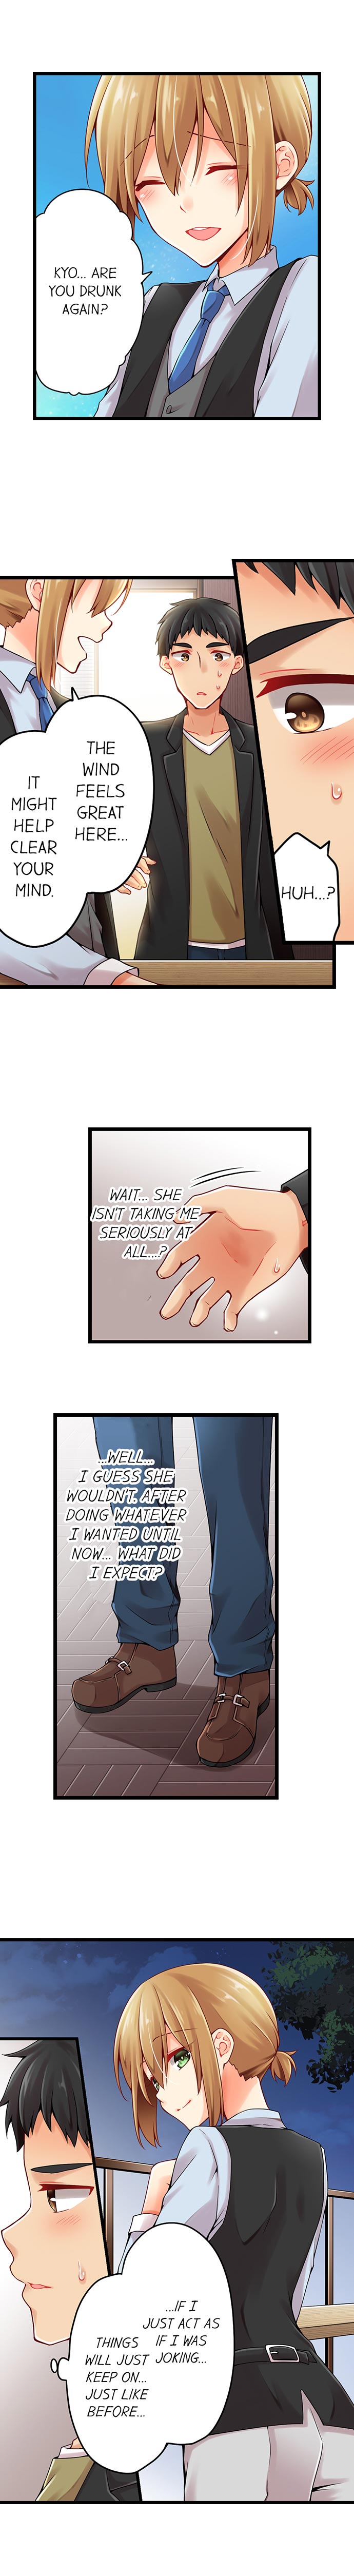 KYO... ARE
YOU DRUNK
AGAIN?
HUH...?
THE
WIND
FEELS
GREAT
HERE...
IT
MIGHT
HELP
CLEAR
YOUR
MIND.
WAIT... SHE
ISN'T TAKING ME
SERIOUSLY AT
ALL...?
...WELL...
I GUESS SHE
WOULDN'T. AFTER
DOING WHATEVER
I WANTED UNTIL
NOW... WHAT DID
I EXPECT?
...IF I
JUST ACT AS
IF I WAS
JOKING...
THINGS
WILL JUST
KEEP ON...
JUST LIKE
BEFORE...